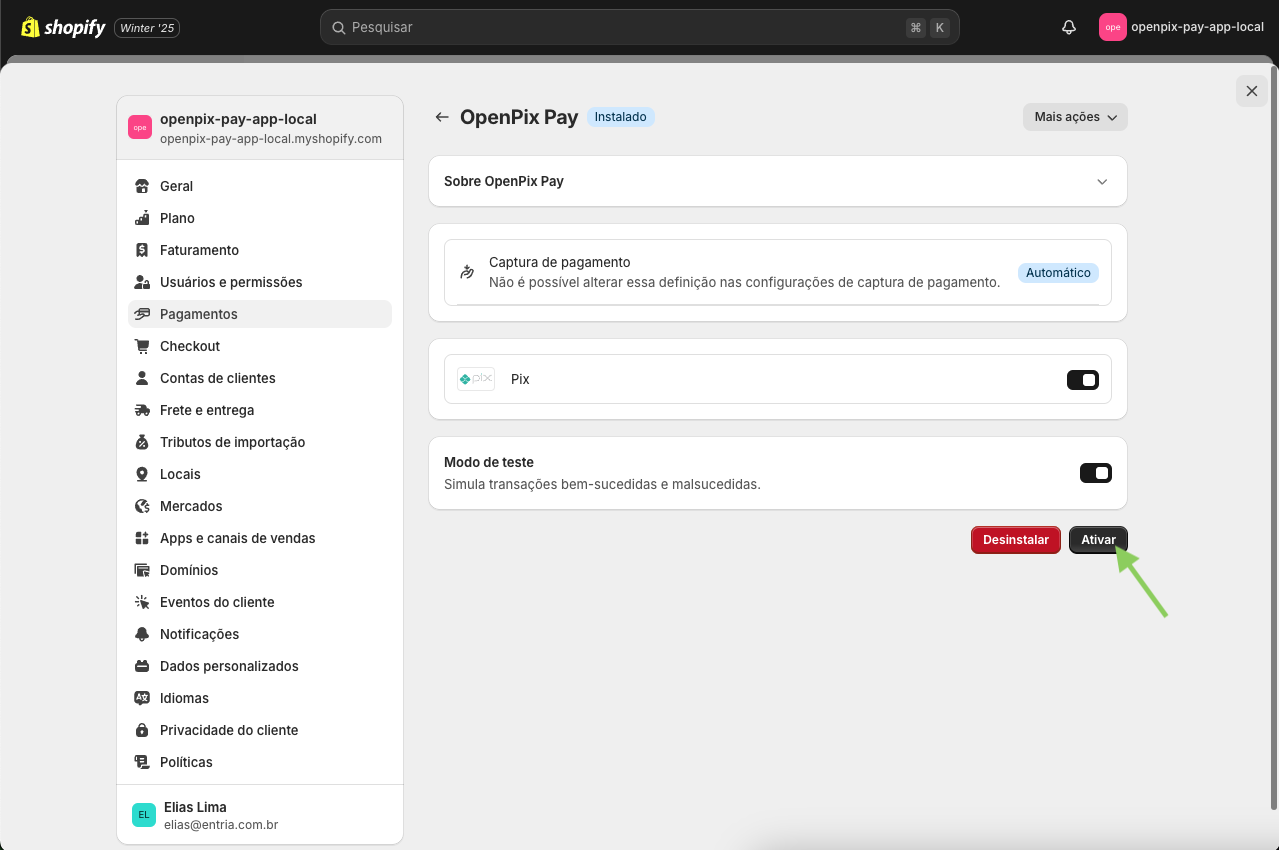 shopify
Winter '25
Pesquisar
⌘ K
ope
openpix-pay-app-local
ope
openpix-pay-app-local
openpix-pay-app-local.myshopify.com
Geral
Plano
Faturamento
Usuários e permissões
Pagamentos
Checkout
Contas de clientes
Frete e entrega
Tributos de importação
Locais
Mercados
Apps e canais de vendas
Domínios
Eventos do cliente
Notificações
Dados personalizados
Idiomas
Privacidade do cliente
Políticas
EL
Elias Lima
elias@entria.com.br
OpenPix Pay
Instalado
Mais ações
Sobre OpenPix Pay
Captura de pagamento
Não é possível alterar essa definição nas configurações de captura de pagamento.
Automático
pix
Pix
Modo de teste
Simula transações bem-sucedidas e malsucedidas.
Desinstalar
Ativar